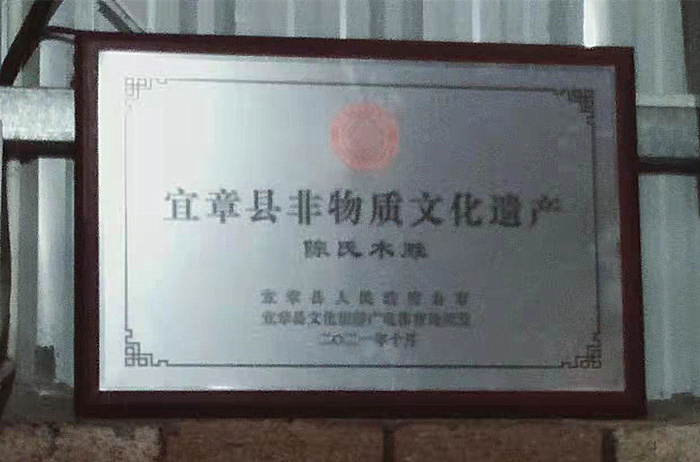 宜章县非物质文化遗产
陈氏木雕
宜章县人民政府公布
宜章县文化旅游广电体育局颁发
二〇二一年十月